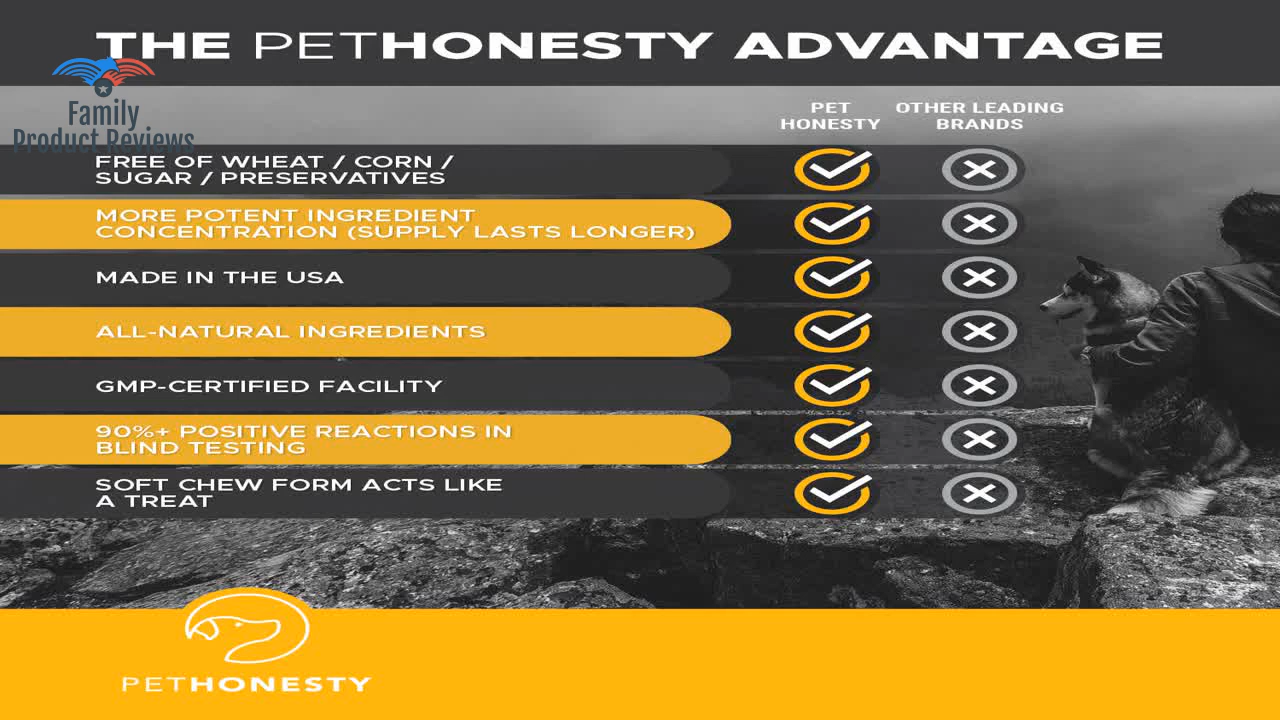 THE PETHONESTY ADVANTAGE
Family
Product Reviews
PET
HONESTY
OTHER LEADING
BRANDS
FREE OF WHEAT / CORN /
SUGAR / PRESERVATIVES
MORE POTENT INGREDIENT
CONCENTRATION (SUPPLY LASTS LONGER)
MADE IN THE USA
ALL-NATURAL INGREDIENTS
GMP-CERTIFIED FACILITY
90%+ POSITIVE REACTIONS IN
BLIND TESTING
SOFT CHEW FORM ACTS LIKE
A TREAT
PETHONESTY